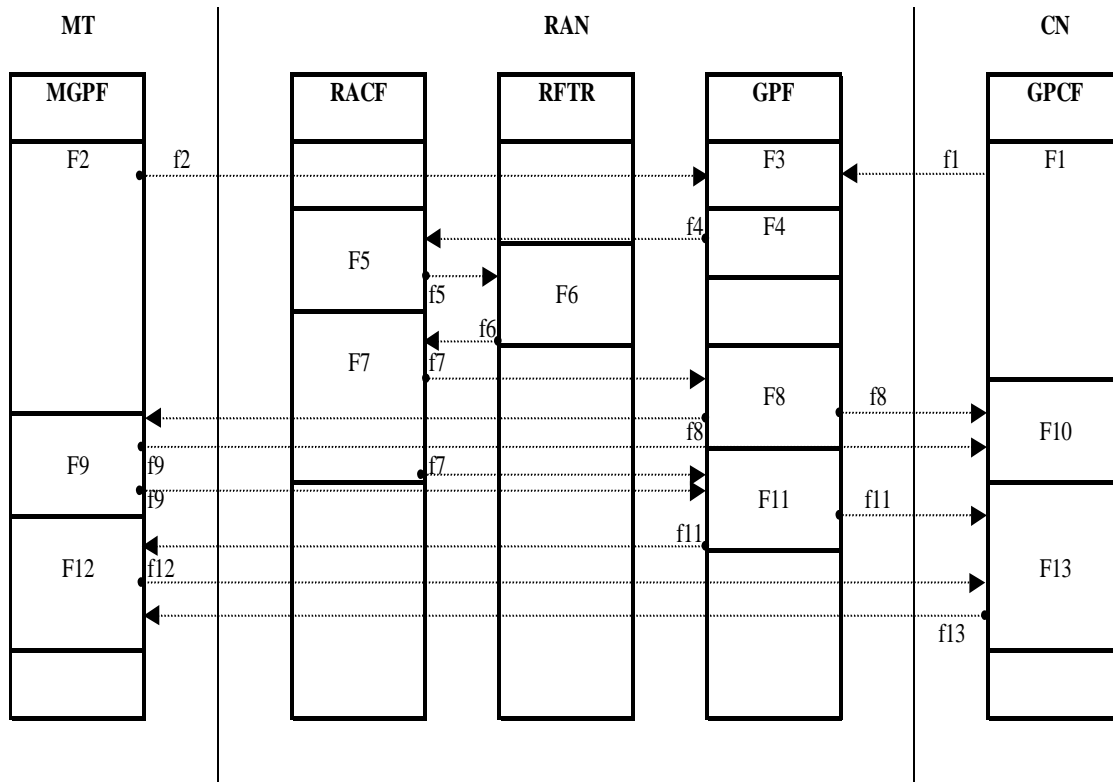 MT RAN CN
MGPF RACF RFTR GPF GPCF
F2 f2 F3 f1 F1
f4 F4
F5 f5 F6
f6
F7 f7 F8 f8
f8 F10
F9 f9 f7
f9 F11 f11
f11
F12 f12 F13
f13